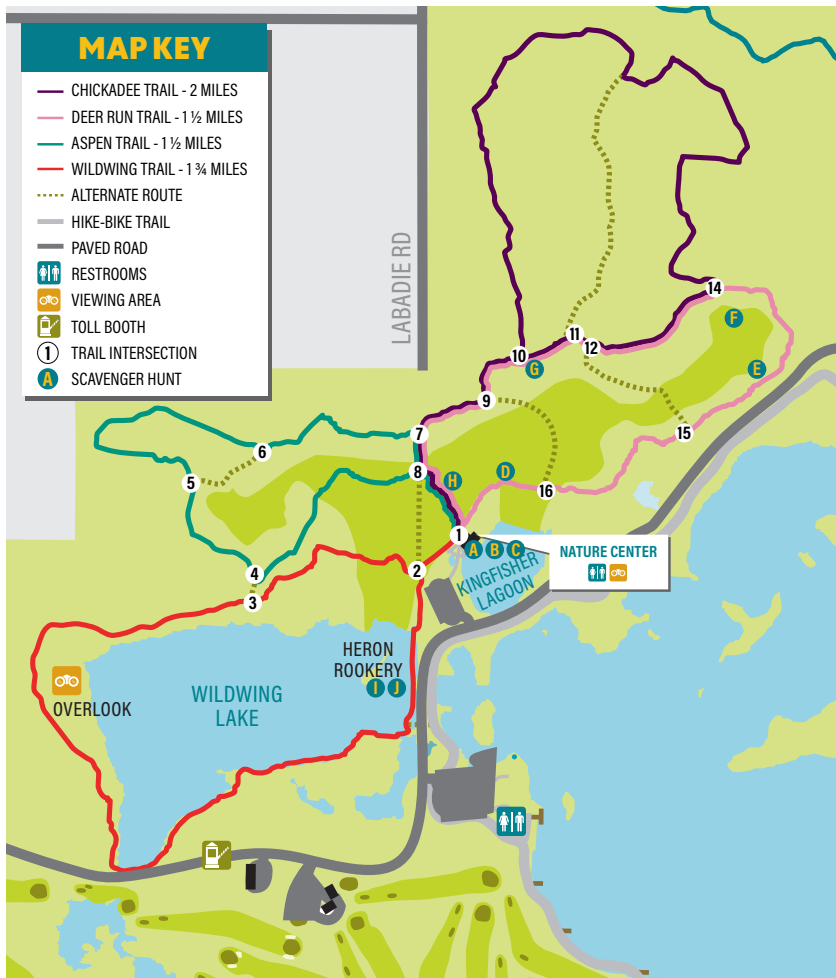 MAP KEY
CHICKADEE TRAIL - 2 MILES
DEER RUN TRAIL - 1 ½ MILES
ASPEN TRAIL - 1 ½ MILES
WILDWING TRAIL - 1 ¾ MILES
ALTERNATE ROUTE
HIKE-BIKE TRAIL
PAVED ROAD
RESTROOMS
VIEWING AREA
TOLL BOOTH
1 TRAIL INTERSECTION
A SCAVENGER HUNT
LABADIE RD
14
F
11
12
10
G
E
9
7
15
6
8
H
D
5
16
1
A B C
NATURE CENTER
KINGFISHER
LAGOON
4
2
3
HERON
ROOKERY
I J
OVERLOOK
WILDWING
LAKE